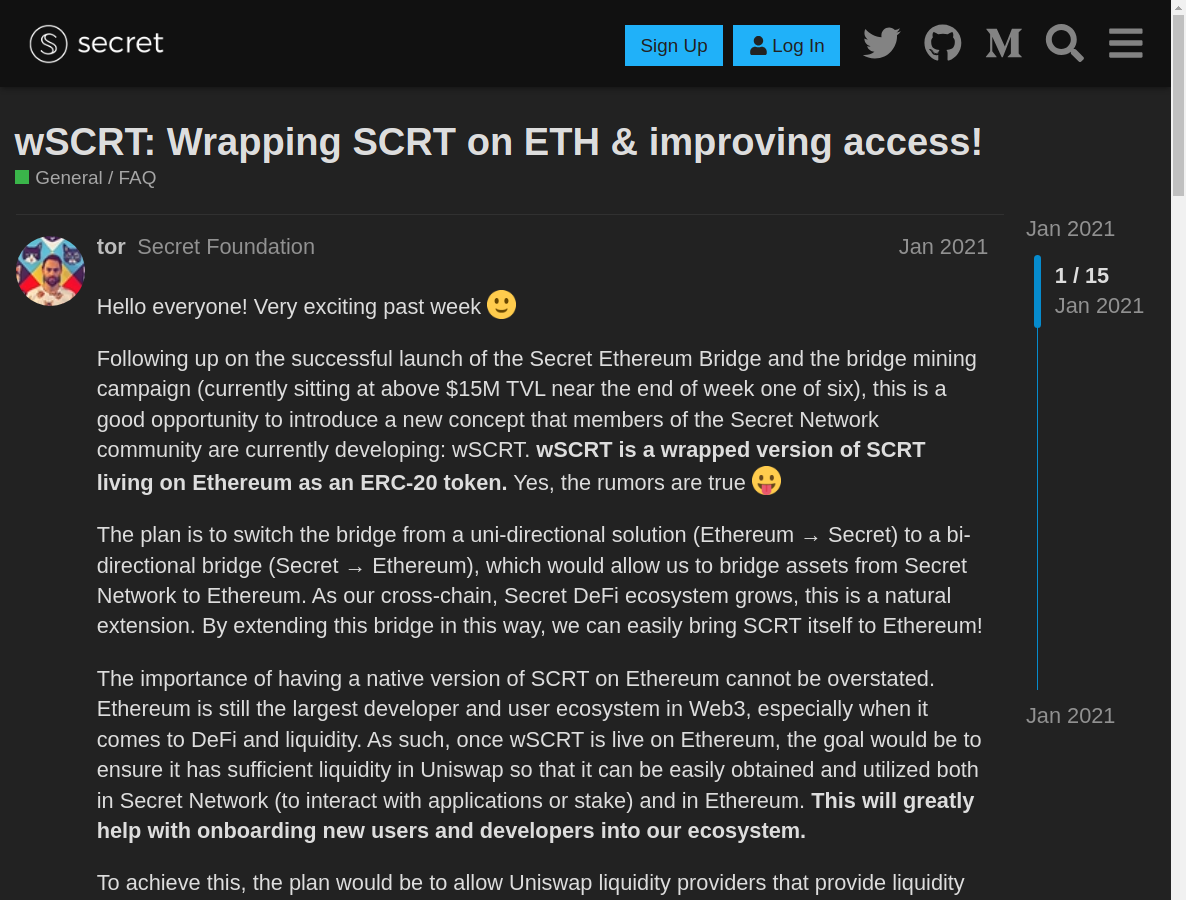 secret
Sign Up
Log In
wSCRT: Wrapping SCRT on ETH & improving access!
General / FAQ
tor Secret Foundation Jan 2021
Hello everyone! Very exciting past week
Following up on the successful launch of the Secret Ethereum Bridge and the bridge mining
campaign (currently sitting at above $15M TVL near the end of week one of six), this is a
good opportunity to introduce a new concept that members of the Secret Network
community are currently developing: wSCRT. wSCRT is a wrapped version of SCRT
living on Ethereum as an ERC-20 token. Yes, the rumors are true
The plan is to switch the bridge from a uni-directional solution (Ethereum → Secret) to a bi-
directional bridge (Secret → Ethereum), which would allow us to bridge assets from Secret
Network to Ethereum. As our cross-chain, Secret DeFi ecosystem grows, this is a natural
extension. By extending this bridge in this way, we can easily bring SCRT itself to Ethereum!
The importance of having a native version of SCRT on Ethereum cannot be overstated.
Ethereum is still the largest developer and user ecosystem in Web3, especially when it
comes to DeFi and liquidity. As such, once wSCRT is live on Ethereum, the goal would be to
ensure it has sufficient liquidity in Uniswap so that it can be easily obtained and utilized both
in Secret Network (to interact with applications or stake) and in Ethereum. This will greatly
help with onboarding new users and developers into our ecosystem.
To achieve this, the plan would be to allow Uniswap liquidity providers that provide liquidity
Jan 2021
1 / 15
Jan 2021
Jan 2021